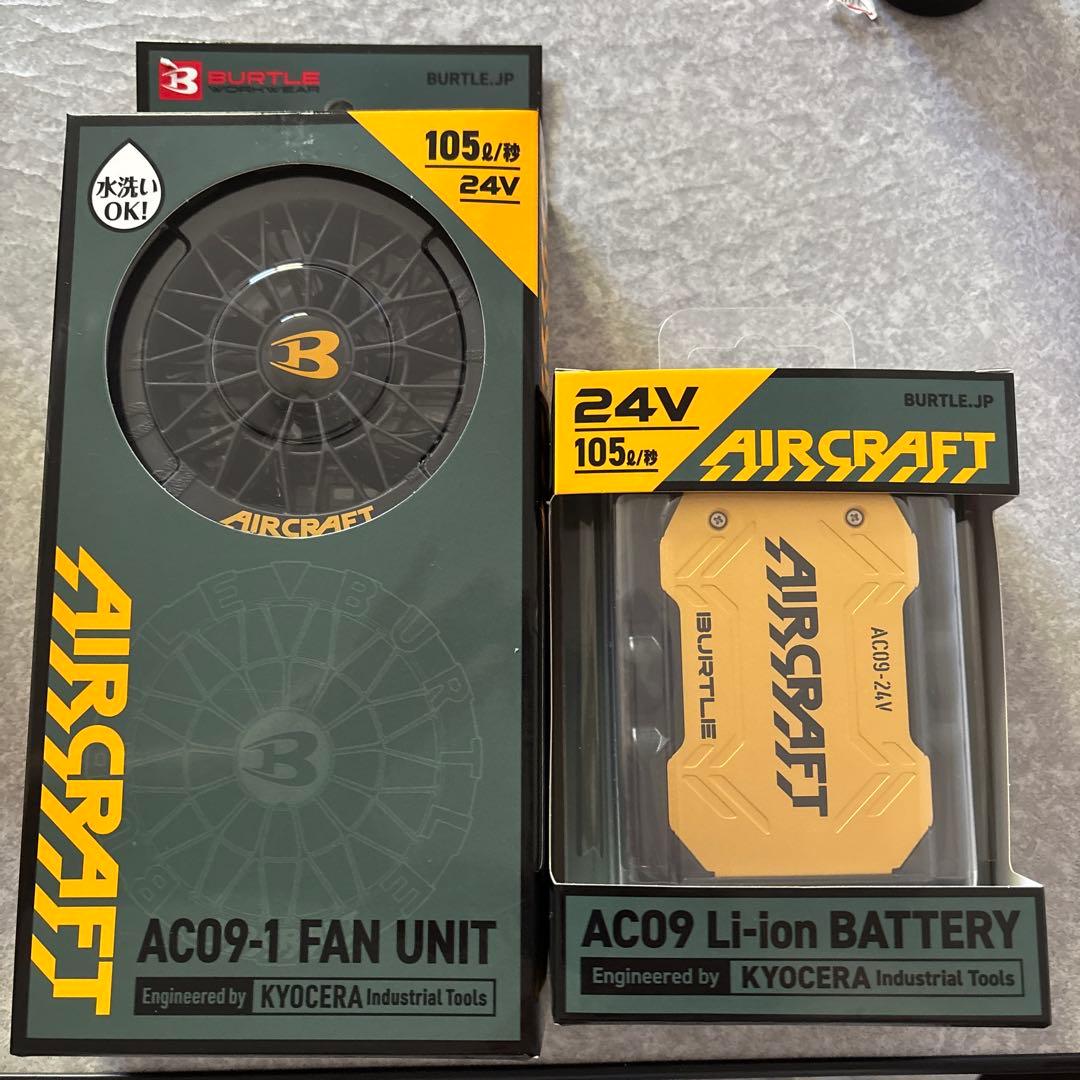 BURTLE
WORKWEAR
BURTLE.JP
水洗い
OK!
105ℓ/秒
24V
B
AIRCRAFT
AIRCRAFT
BURTLE
B
AC09-1 FAN UNIT
Engineered by KYOCERA Industrial Tools
24V
105ℓ/秒
BURTLE.JP
AIRCRAFT
AIRCRAFT
BURTLE
AC09-24V
AC09 Li-ion BATTERY
Engineered by KYOCERA Industrial Tools